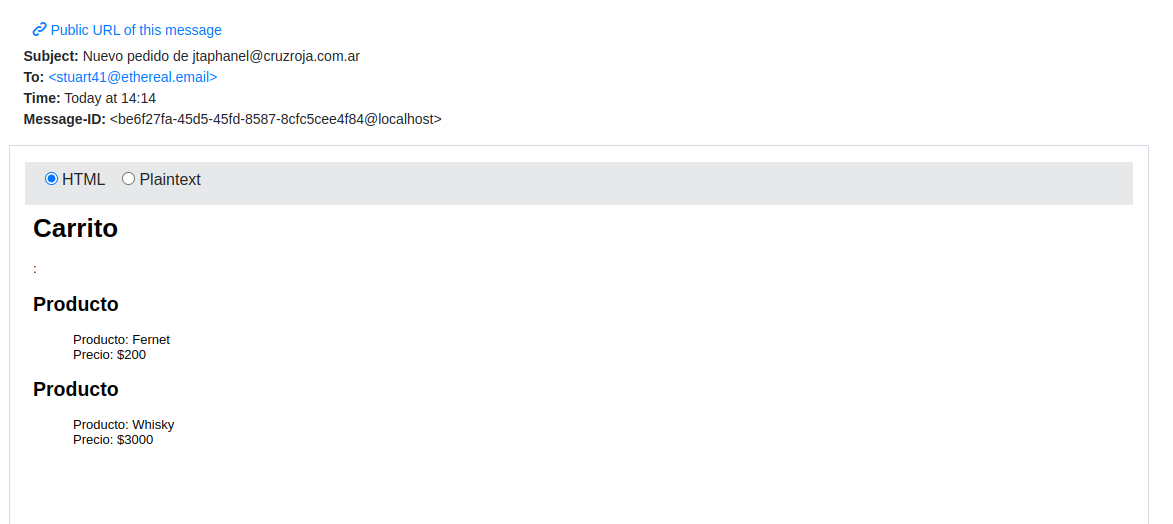 Public URL of this message
Subject: Nuevo pedido de jtaphanel@cruzroja.com.ar
To: <stuart41@ethereal.email>
Time: Today at 14:14
Message-ID: <be6f27fa-45d5-45fd-8587-8cfc5cee4f84@localhost>
HTML Plaintext
Carrito
:
Producto
Producto: Fernet
Precio: $200
Producto
Producto: Whisky
Precio: $3000